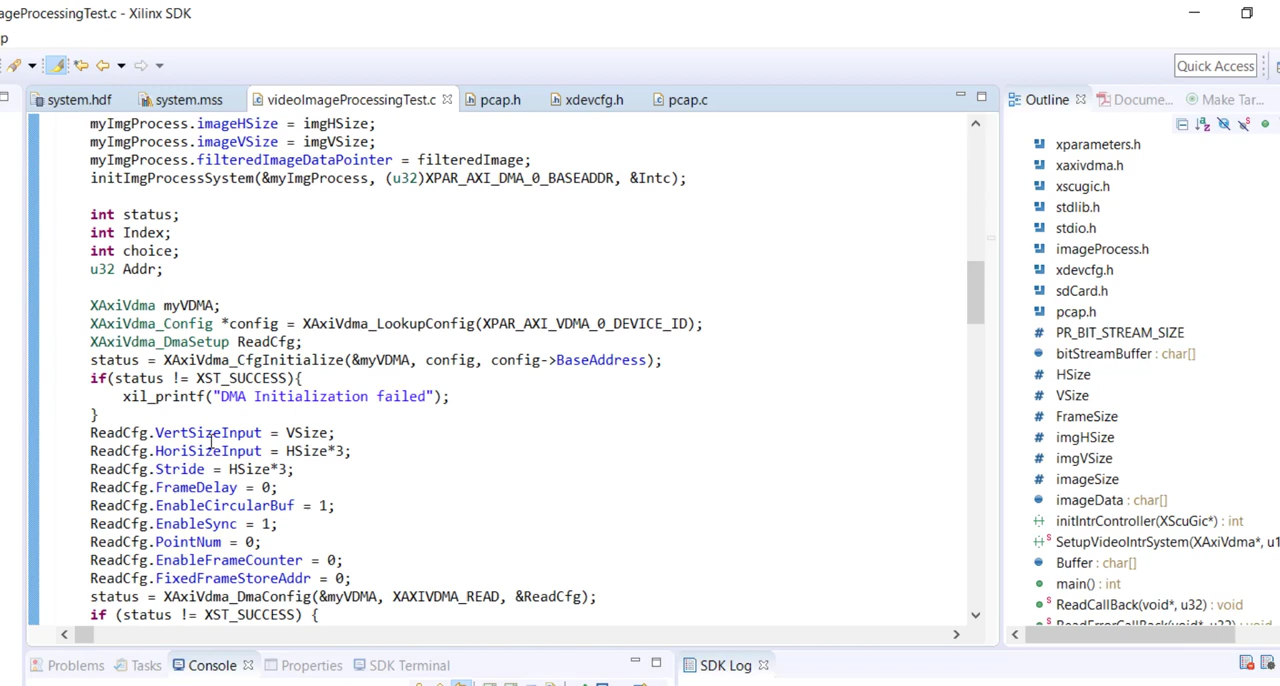 ageProcessingTest.c - Xilinx SDK
p
Quick Access
system.hdf
system.mss
videoImageProcessingTest.c
pcap.h
xdevcfg.h
pcap.c
Outline
Docume...
Make Tar...
myImgProcess.imageHSize = imgHSize;
myImgProcess.imageVSize = imgVSize;
myImgProcess.filteredImageDataPointer = filteredImage;
initImgProcessSystem(&myImgProcess, (u32)XPAR_AXI_DMA_0_BASEADDR, &Intc);
int status;
int Index;
int choice;
u32 Addr;
XAxiVdma myVDMA;
XAxiVdma_Config *config = XAxiVdma_LookupConfig(XPAR_AXI_VDMA_0_DEVICE_ID);
XAxiVdma_DmaSetup ReadCfg;
status = XAxiVdma_CfgInitialize(&myVDMA, config, config->BaseAddress);
if(status != XST_SUCCESS){
xil_printf("DMA Initialization failed");
}
ReadCfg.VertSizeInput = VSize;
ReadCfg.HoriSizeInput = HSize*3;
ReadCfg.Stride = HSize*3;
ReadCfg.FrameDelay = 0;
ReadCfg.EnableCircularBuf = 1;
ReadCfg.EnableSync = 1;
ReadCfg.PointNum = 0;
ReadCfg.EnableFrameCounter = 0;
ReadCfg.FixedFrameStoreAddr = 0;
status = XAxiVdma_DmaConfig(&myVDMA, XAXIVDMA_READ, &ReadCfg);
if (status != XST_SUCCESS) {
xparameters.h
xaxivdma.h
xscugic.h
stdlib.h
stdio.h
imageProcess.h
xdevcfg.h
sdCard.h
pcap.h
PR_BIT_STREAM_SIZE
bitStreamBuffer : char[]
HSize
VSize
FrameSize
imgHSize
imgVSize
imageSize
imageData : char[]
initIntrController(XScuGic*) : int
SetupVideoIntrSystem(XAxiVdma*, u1
Buffer : char[]
main() : int
ReadCallBack(void*, u32) : void
ReadErrorCallBack(void*, u32) : void
Problems
Tasks
Console
Properties
SDK Terminal
SDK Log